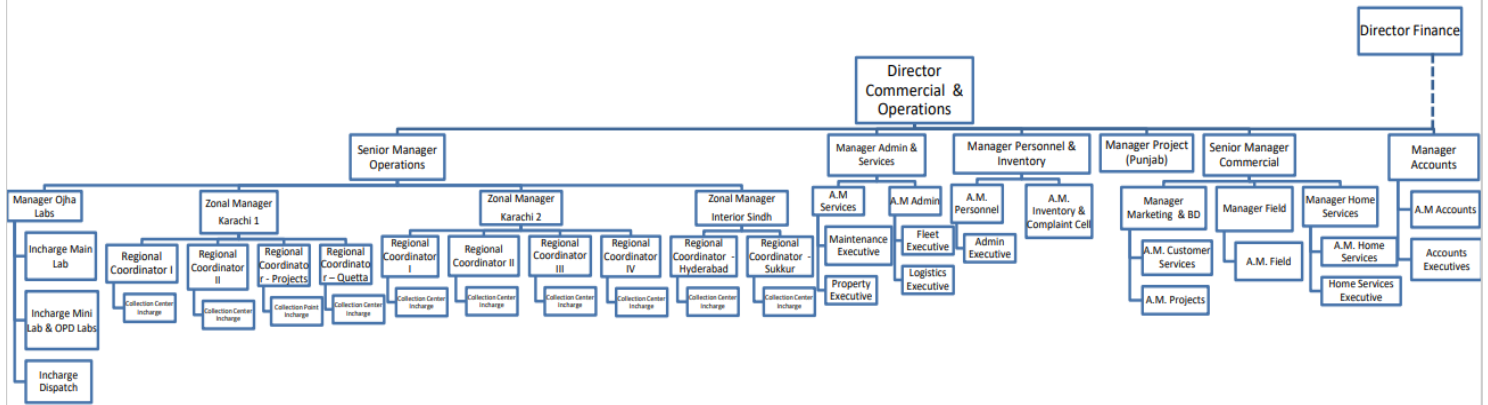 Director Finance
Director
Commercial &
Operations
Senior Manager
Operations
Manager Admin &
Services
Manager Personnel &
Inventory
Manager Project
(Punjab)
Senior Manager
Commercial
Manager
Accounts
Manager Ojha
Labs
Zonal Manager
Karachi 1
Zonal Manager
Karachi 2
Zonal Manager
Interior Sindh
A.M
Services
A.M Admin
A.M.
Personnel
A.M.
Inventory &
Complaint Cell
Manager
Marketing & BD
Manager Field
Manager Home
Services
A.M Accounts
Accounts
Executives
Incharge Main
Lab
Incharge Mini
Lab & OPD Labs
Incharge
Dispatch
Regional
Coordinator I
Regional
Coordinator
II
Regional
Coordinato
r - Projects
Regional
Coordinato
r – Quetta
Regional
Coordinator
I
Regional
Coordinator II
Regional
Coordinator
III
Regional
Coordinator
IV
Regional
Coordinator -
Hyderabad
Regional
Coordinator -
Sukkur
Collection Center
Incharge
Collection Center
Incharge
Collection Point
Incharge
Collection Center
Incharge
Collection Center
Incharge
Collection Center
Incharge
Collection Center
Incharge
Collection Center
Incharge
Collection Center
Incharge
Collection Center
Incharge
Maintenance
Executive
Property
Executive
Fleet
Executive
Logistics
Executive
Admin
Executive
A.M. Customer
Services
A.M. Projects
A.M. Field
A.M. Home
Services
Home Services
Executive